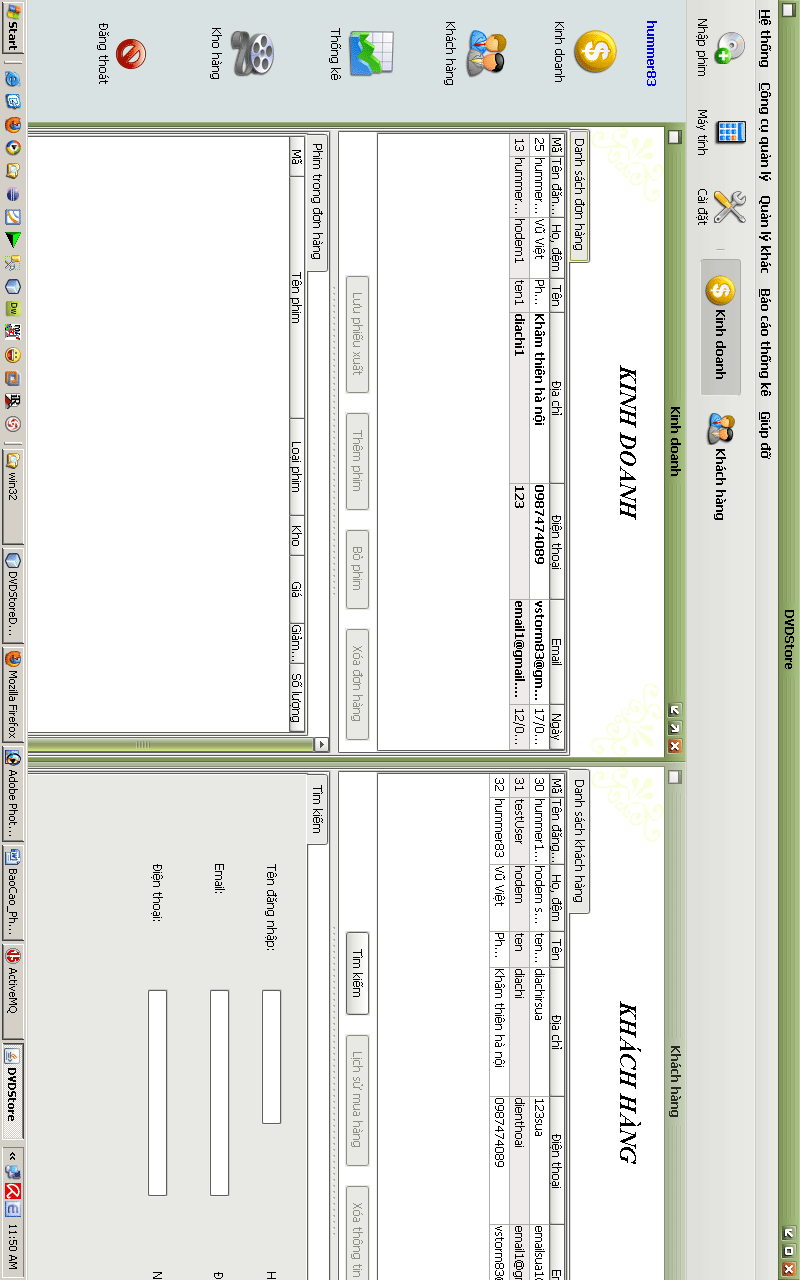 DVDStore
Hệ thống Công cụ quản lý Quản lý khác Báo cáo thống kê Giúp đỡ
Nhập phim Máy tính Cài đặt Kinh doanh Khách hàng
hummer83
Kinh doanh
Khách hàng
Thống kê
Kho hàng
Đăng thoát
Kinh doanh
KINH DOANH
Danh sách đơn hàng
Mã Tên đăn... Họ, đệm Tên Địa chỉ Điện thoại Email Ngày
25 hummer... Vũ Việt Ph... Khâm thiên hà nội 0987474089 vstorm83@gm... 17/0...
13 hummer... hodem1 ten1 diachi1 123 email1@gmail.... 12/0...
Lưu phiếu xuất Thêm phim Bỏ phim Xóa đơn hàng
Phim trong đơn hàng
Mã Tên phim Loại phim Kho Giá Giảm... Số lượng
Khách hàng
KHÁCH HÀNG
Danh sách khách hàng
Mã Tên đăng... Họ, đệm Tên Địa chỉ Điện thoại
30 hummer1... hodem s... ten... diachirsua 123sua
31 testUser hodem ten diachi dienthoai
32 hummer83 Vũ Việt Ph... Khâm thiên hà nội 0987474089
Tìm kiếm Lịch sử mua hàng Xóa thông tin
Tìm kiếm
Tên đăng nhập:
Email:
Điện thoại:
Start win32 DVDStoreD... Mozilla Firefox Adobe Phot... BaoCao_Ph... ActiveMQ DVDStore 11:50 AM